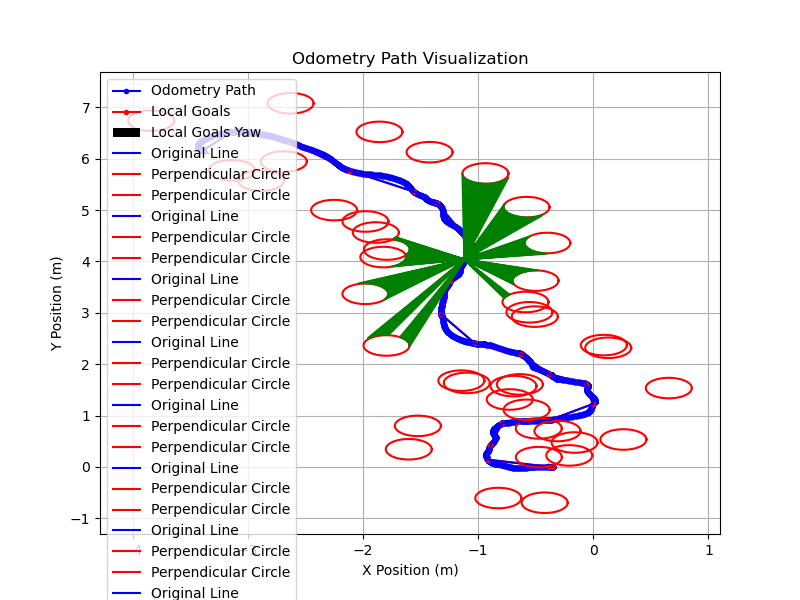 Odometry Path Visualization
Odometry Path
Local Goals
Local Goals Yaw
Original Line
Perpendicular Circle
Perpendicular Circle
Original Line
Perpendicular Circle
Perpendicular Circle
Original Line
Perpendicular Circle
Perpendicular Circle
Original Line
Perpendicular Circle
Perpendicular Circle
Original Line
Perpendicular Circle
Perpendicular Circle
Original Line
Perpendicular Circle
Perpendicular Circle
Original Line
Perpendicular Circle
Perpendicular Circle
Original Line
Y Position (m)
7
6
5
4
3
2
1
0
−1
−4 −3 −2 −1 0 1
X Position (m)